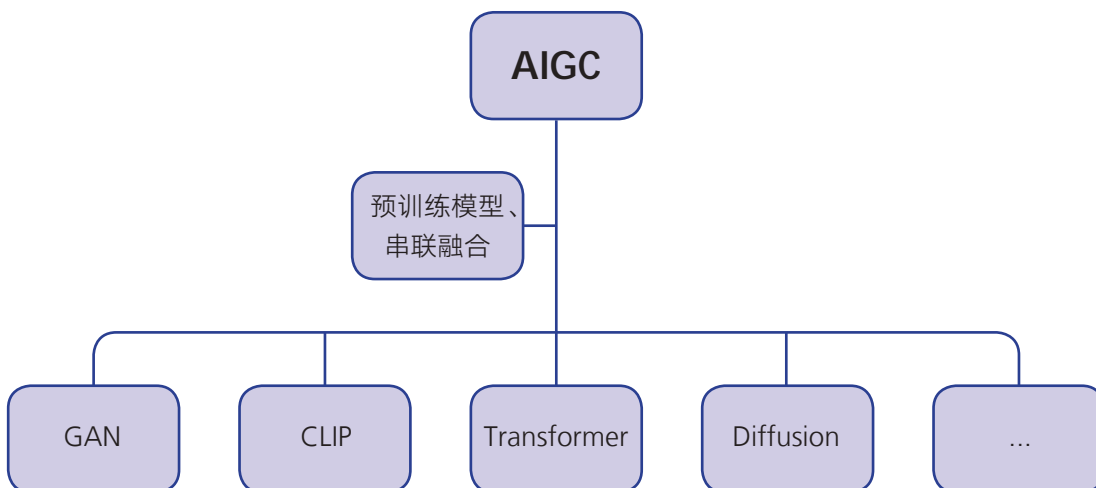 AIGC
预训练模型、
串联融合
GAN
CLIP
Transformer
Diffusion
...